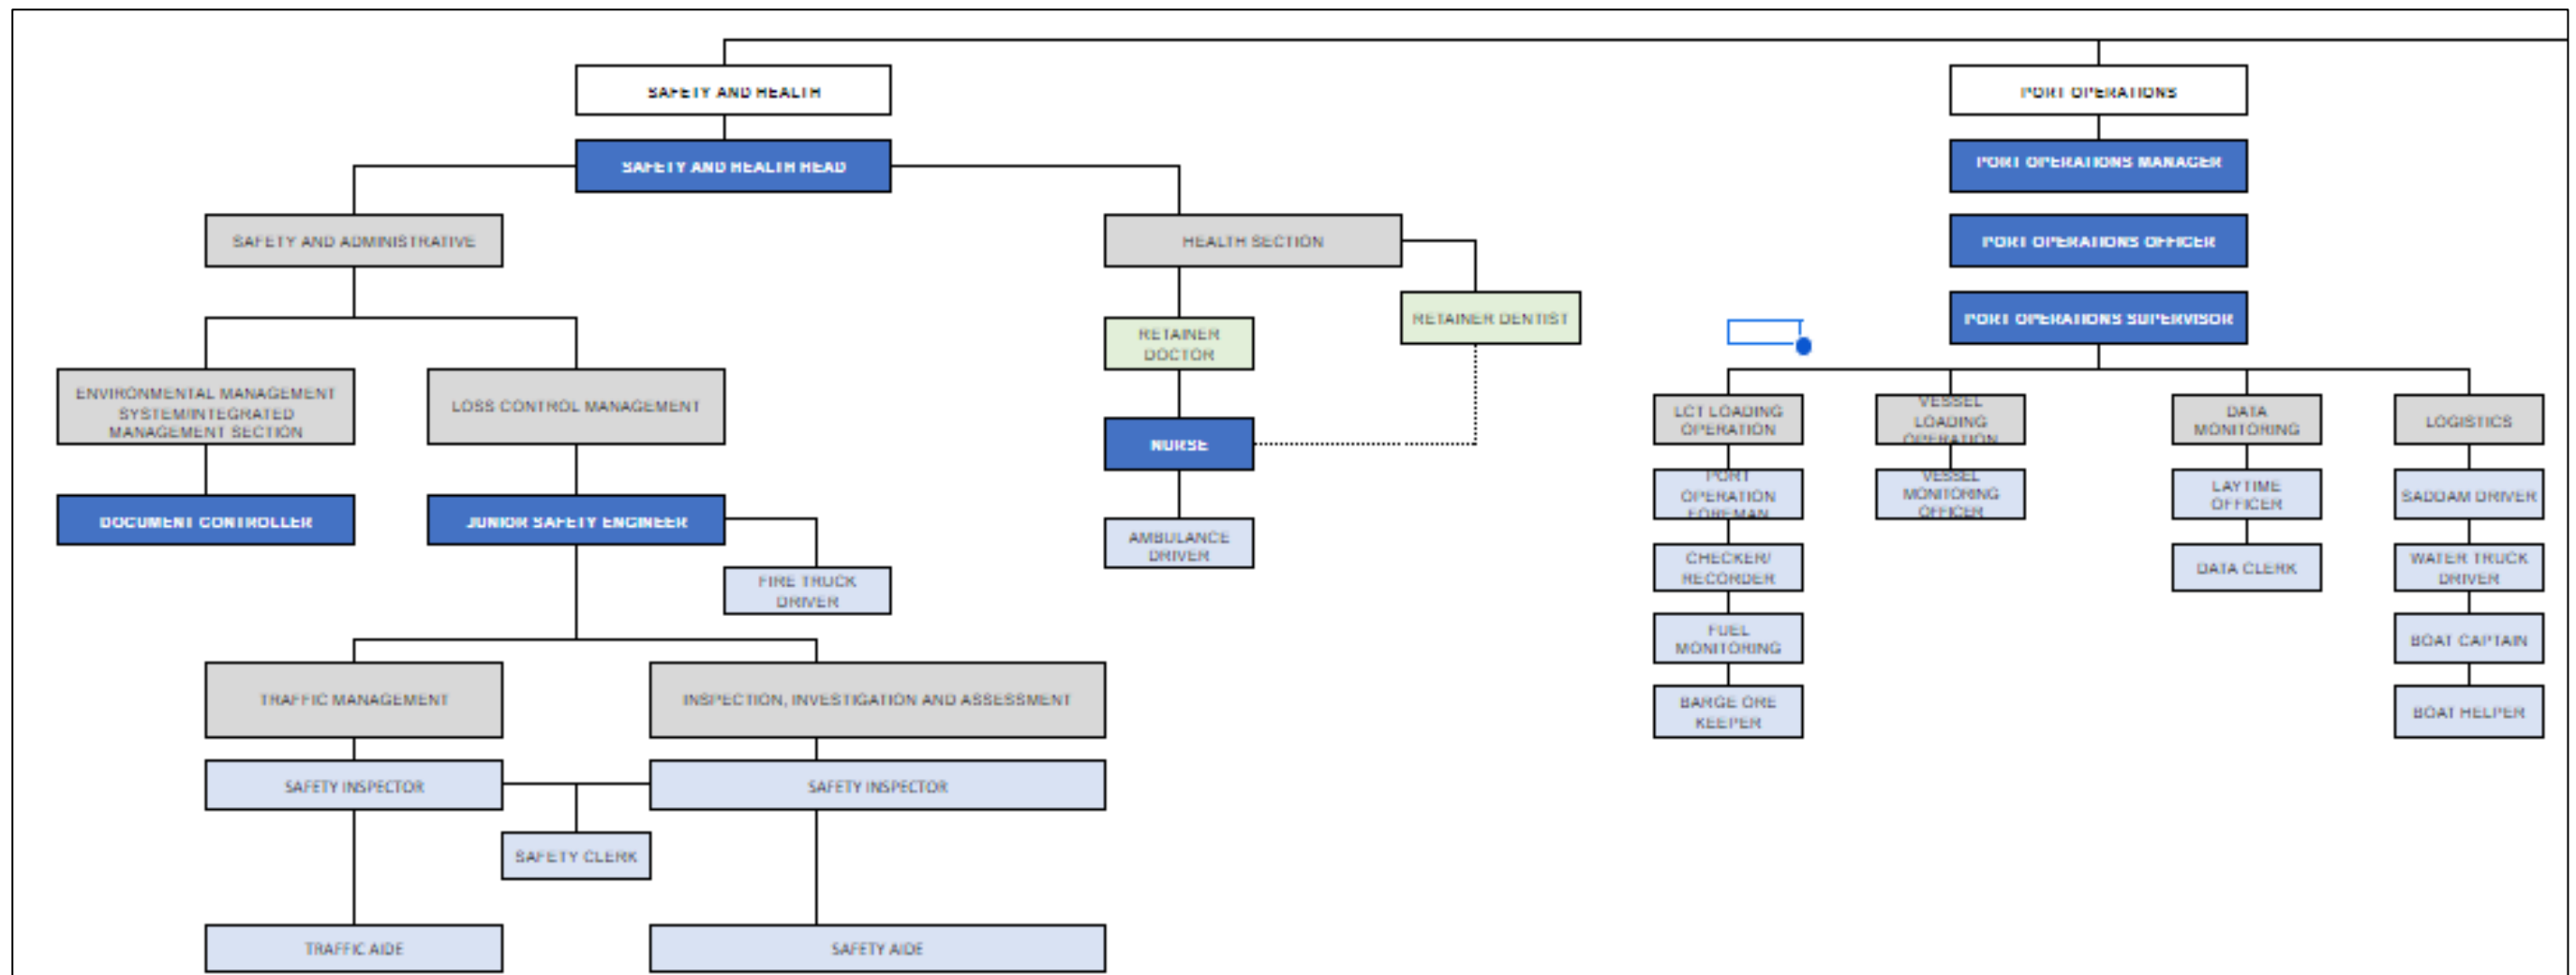 SAFETY AND HEALTH
PORT OPERATIONS
SAFETY AND HEALTH HEAD
PORT OPERATIONS MANAGER
SAFETY AND ADMINISTRATIVE
HEALTH SECTION
PORT OPERATIONS OFFICER
RETAINER DENTIST
PORT OPERATIONS SUPERVISOR
RETAINER
DOCTOR
ENVIRONMENTAL MANAGEMENT
SYSTEM/INTEGRATED
MANAGEMENT SECTION
LOSS CONTROL MANAGEMENT
NURSE
LCT LOADING
OPERATION
VESSEL
LOADING
OPERATION
DATA
MONITORING
LOGISTICS
DOCUMENT CONTROLLER
JUNIOR SAFETY ENGINEER
AMBULANCE
DRIVER
PORT
OPERATION
FOREMAN
VESSEL
MONITORING
OFFICER
LAYTIME
OFFICER
SADDAM DRIVER
FIRE TRUCK
DRIVER
CHECKER/
RECORDER
DATA CLERK
WATER TRUCK
DRIVER
FUEL
MONITORING
BOAT CAPTAIN
TRAFFIC MANAGEMENT
INSPECTION, INVESTIGATION AND ASSESSMENT
BARGE ORE
KEEPER
BOAT HELPER
SAFETY INSPECTOR
SAFETY INSPECTOR
SAFETY CLERK
TRAFFIC AIDE
SAFETY AIDE